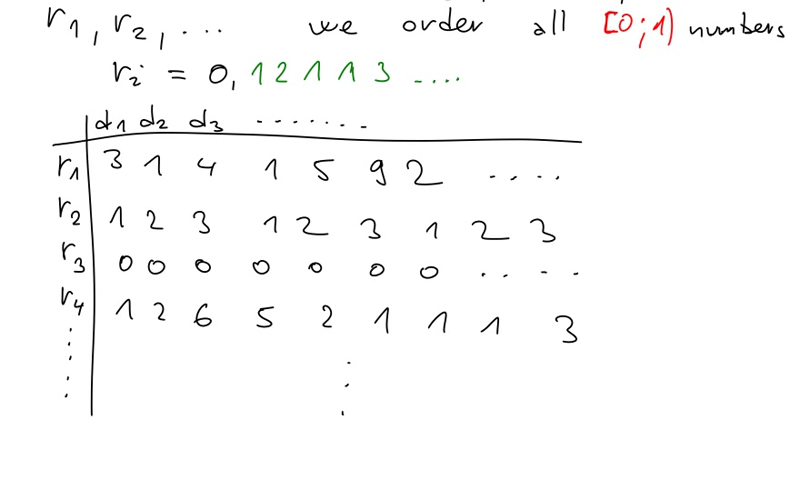 r1, r2, ... we order all [0;1) numbers
ri = 0,12113 ....
d1 d2 d3 .......
r1 3 1 4 1 5 9 2 ....
r2 1 2 3 1 2 3 1 2 3
r3 0 0 0 0 0 0 0 ....
r4 1 2 6 5 2 1 1 1 3